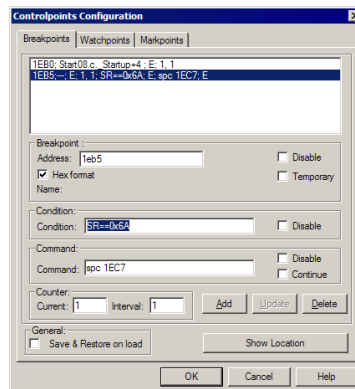 Controlpoints Configuration
Breakpoints Watchpoints Markpoints
1EB0; Start08.c._Startup+4 ; E; 1, 1
1EB5;---; E; 1, 1; SR==0x6A; E; spc 1EC7; E
Breakpoint :
Address: 1eb5 Disable
Hex format Temporary
Name:
Condition:
Condition: SR==0x6A Disable
Command:
Disable
Command: spc 1EC7
Continue
Counter:
Current: 1 Interval: 1 Add Update Delete
General:
Save & Restore on load Show Location
OK Cancel Help